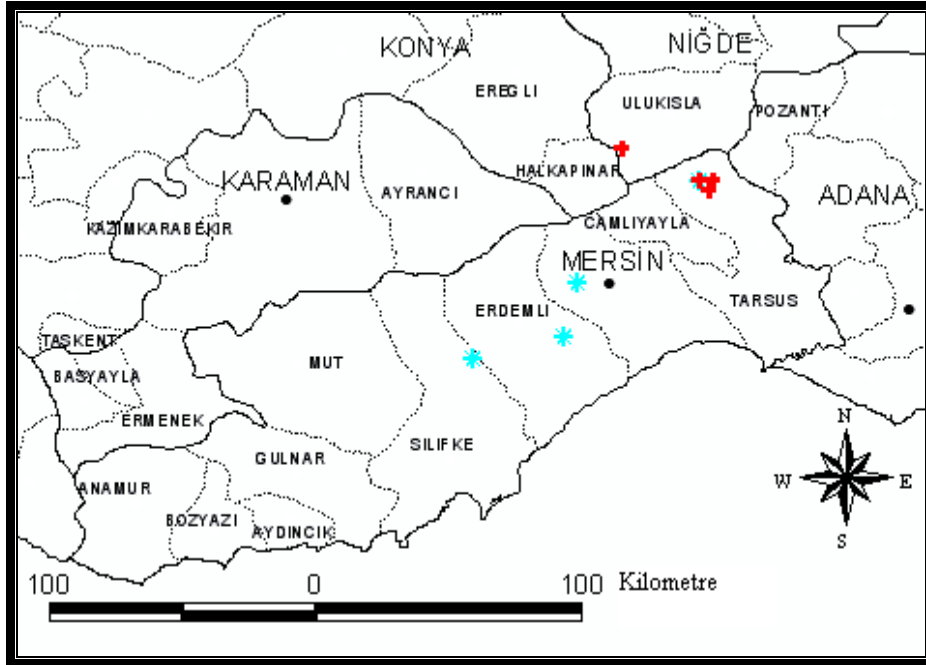 KONYA
NİĞDE
EREGLI
ULUKISLA
POZANTI
HALKAPINAR
KARAMAN
AYRANCI
ADANA
KAZIMKARABEKIR
CAMLIYAYLA
MERSİN
ERDEMLI
TARSUS
TASKENT
MUT
BASYAYLA
ERMENEK
SILIFKE
GULNAR
ANAMUR
BOZYAZI
AYDINCIK
N
W
E
S
100
0
100
Kilometre